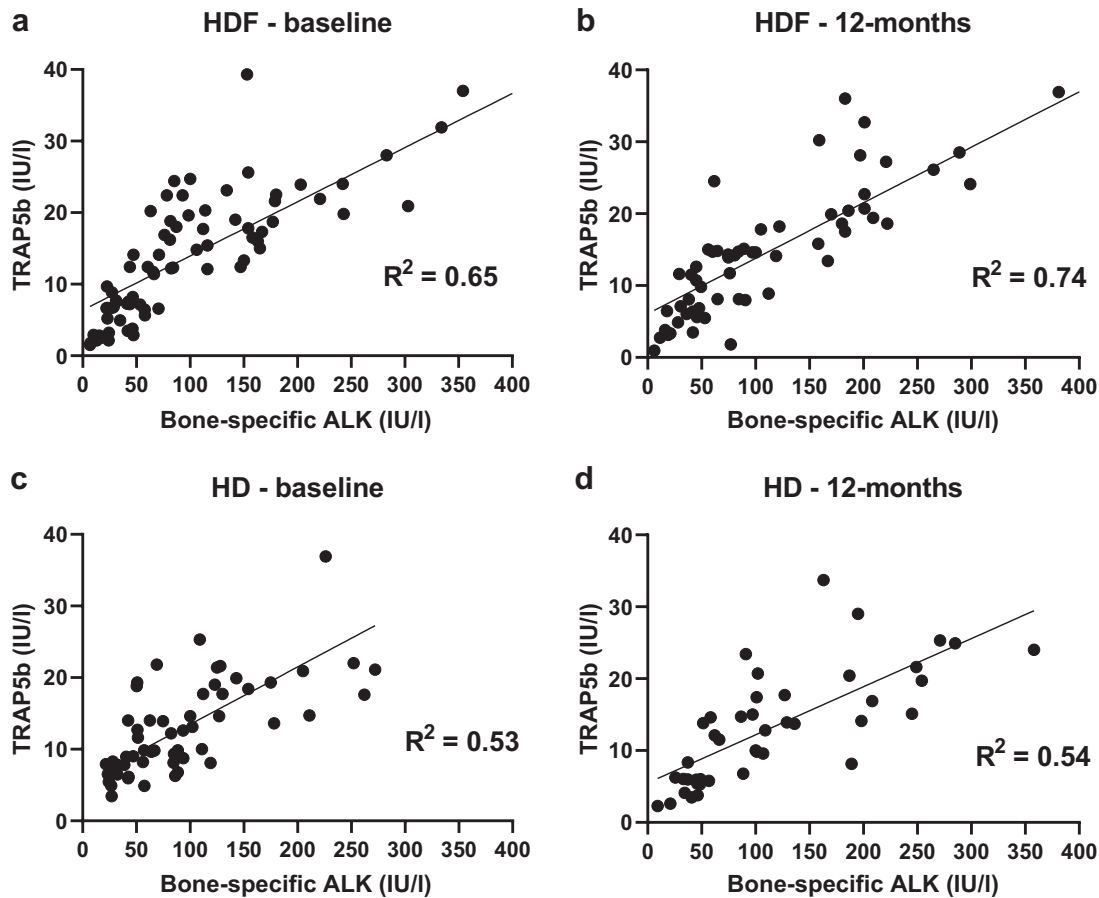 a
HDF - baseline
40
30
20
10
0
TRAP5b (IU/l)
R² = 0.65
0 50 100 150 200 250 300 350 400
Bone-specific ALK (IU/l)
b
HDF - 12-months
40
30
20
10
0
TRAP5b (IU/l)
R² = 0.74
0 50 100 150 200 250 300 350 400
Bone-specific ALK (IU/l)
c
HD - baseline
40
30
20
10
0
TRAP5b (IU/l)
R² = 0.53
0 50 100 150 200 250 300 350 400
Bone-specific ALK (IU/l)
d
HD - 12-months
40
30
20
10
0
TRAP5b (IU/l)
R² = 0.54
0 50 100 150 200 250 300 350 400
Bone-specific ALK (IU/l)